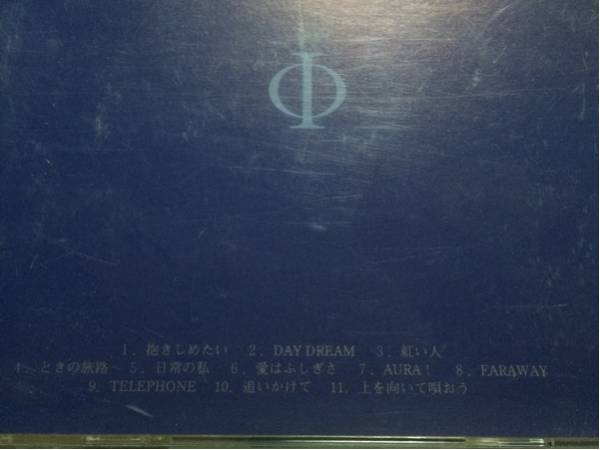 Φ
1. 抱きしめたい 2. DAY DREAM 3. 紅い人
4. ときの旅路 5. 日常の私 6. 愛はふしぎさ 7. AURA! 8. FARAWAY
9. TELEPHONE 10. 追いかけて 11. 上を向いて唄おう